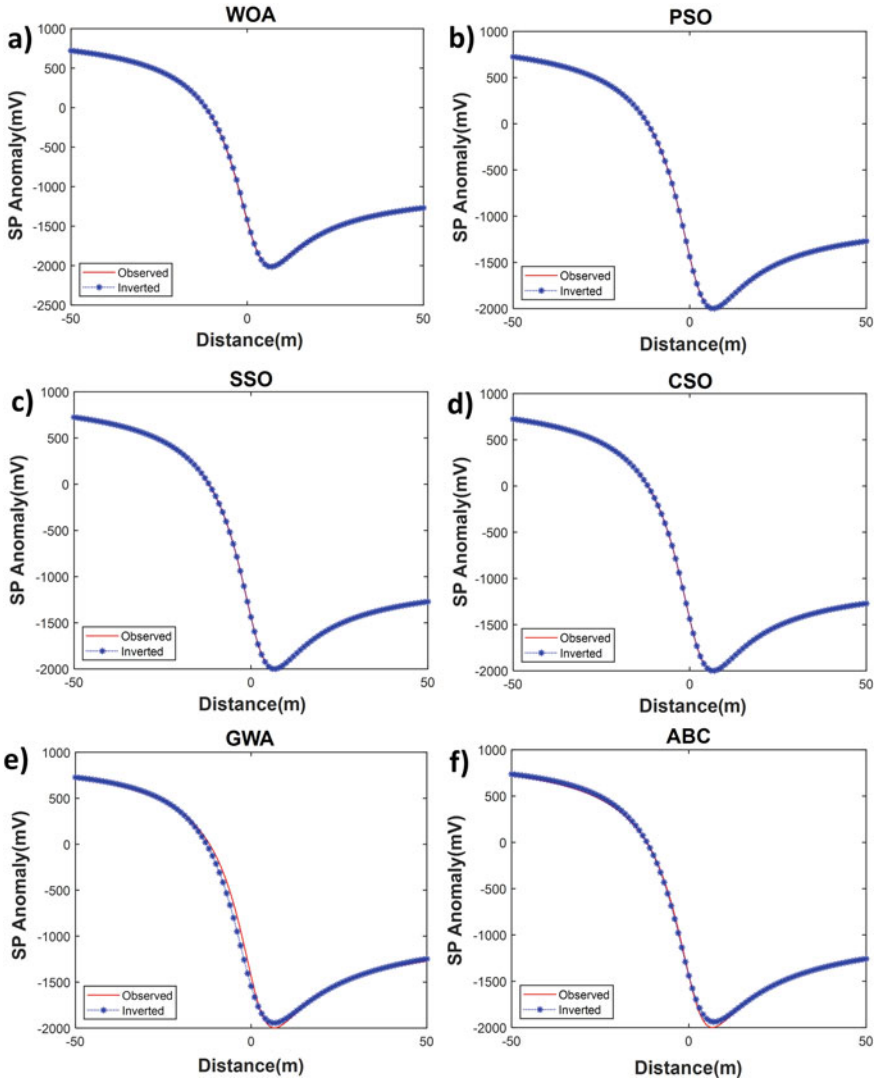 a)
WOA
1000
500
0
-500
-1000
-1500
-2000
-2500
SP Anomaly(mV)
Observed
Inverted
-50
0
50
Distance(m)
b)
PSO
1000
500
0
-500
-1000
-1500
-2000
SP Anomaly(mV)
Observed
Inverted
-50
0
50
Distance(m)
c)
SSO
1000
500
0
-500
-1000
-1500
-2000
SP Anomaly(mV)
Observed
Inverted
-50
0
50
Distance(m)
d)
CSO
1000
500
0
-500
-1000
-1500
-2000
SP Anomaly(mV)
Observed
Inverted
-50
0
50
Distance(m)
e)
GWA
1000
500
0
-500
-1000
-1500
-2000
SP Anomaly(mV)
Observed
Inverted
-50
0
50
Distance(m)
f)
ABC
1000
500
0
-500
-1000
-1500
-2000
SP Anomaly(mV)
Observed
Inverted
-50
0
50
Distance(m)